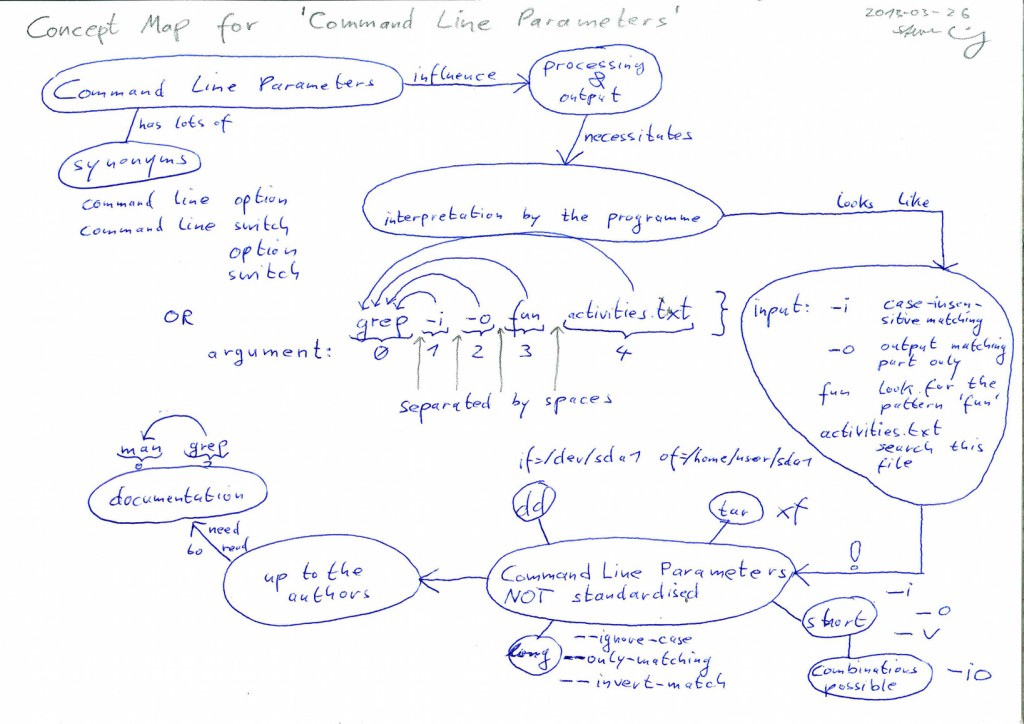 Concept Map for 'Command Line Parameters'
2013-03-26
Command Line Parameters
influence
processing
&
output
has lots of
synonyms
necessitates
command line option
command line switch
option
switch
interpretation by the programme
looks like
OR
grep -i -o fun activities.txt }
argument: 0 1 2 3 4
separated by spaces
input: -i case-insen-
sitive matching
-o output matching
part only
fun look for the
pattern 'fun'
activities.txt
search this
file
man grep
documentation
need
to read
up to the
authors
if=/dev/sda1 of=/home/user/sda1
dd
tar xf
!
Command Line Parameters
NOT standardised
short
-i
-o
-v
combinations
possible
-io
long
--ignore-case
--only-matching
--invert-match